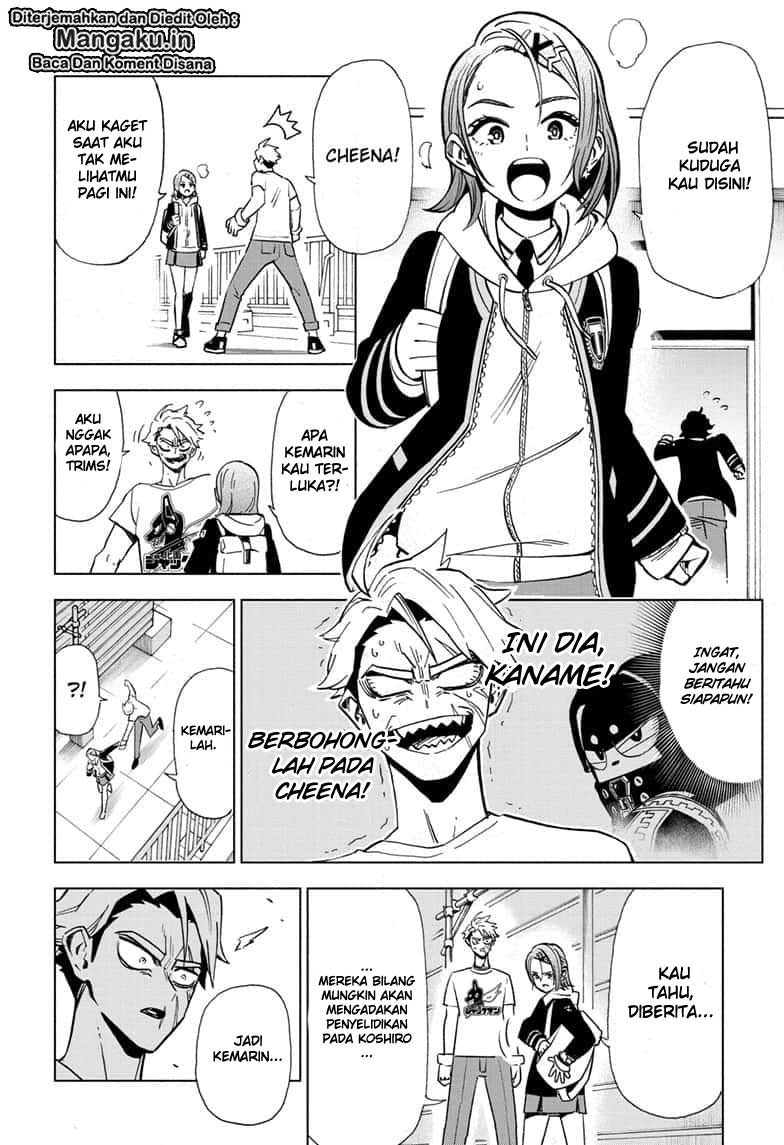 Diterjemahkan dan Diedit Oleh :
Mangaku.in
Baca Dan Koment Disana
SUDAH
KUDUGA
KAU DISINI!
CHEENA!
AKU KAGET
SAAT AKU
TAK ME-
LIHATMU
PAGI INI!
K
APA
KEMARIN
KAU TER-
LUKA?!
AKU
NGGAK
APAPA,
TRIMS!
INGAT,
JANGAN
BERITAHU
SIAPAPUN!
INI DIA,
KANAME!
BERBOHONG-
LAH PADA
CHEENA!
KEMARI-
LAH.
?!
KAU
TAHU,
DIBERITA...
...
MEREKA BILANG
MUNGKIN AKAN
MENGADAKAN
PENYELIDIKAN
PADA KOSHIRO
...
JADI
KEMARIN...